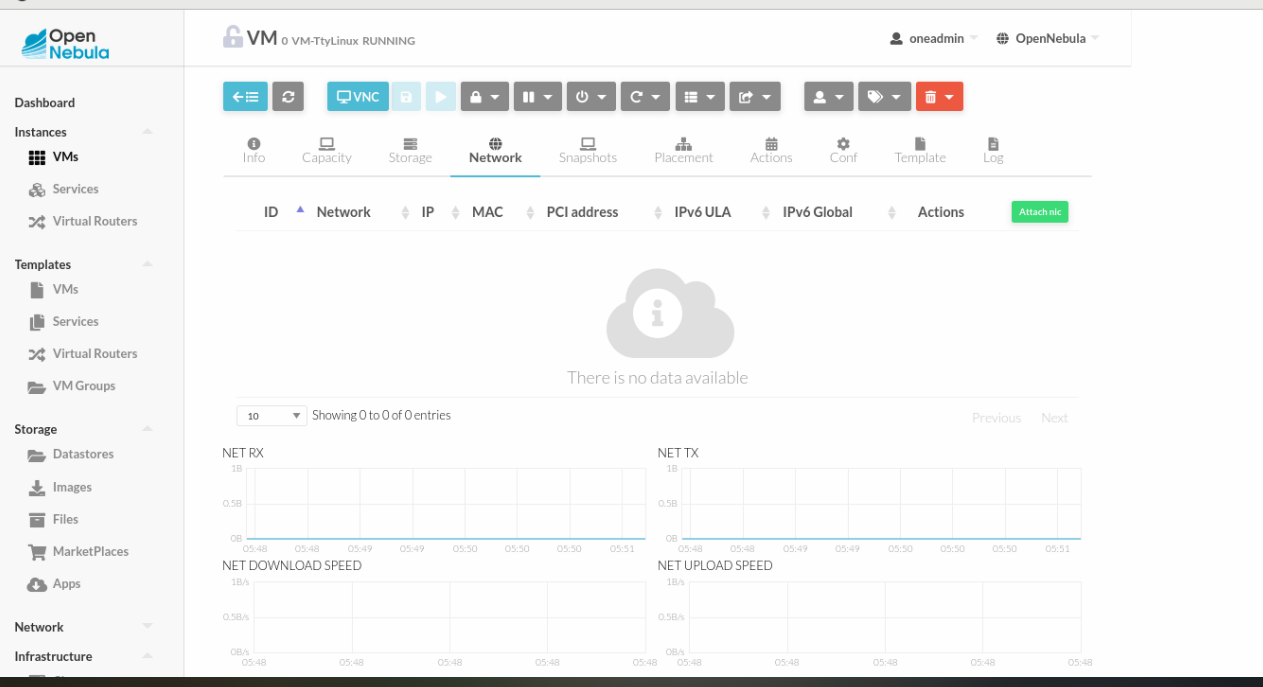 Open
Nebula
VM 0 VM-TtyLinux RUNNING
oneadmin
OpenNebula
Dashboard
Instances
VMs
Services
Virtual Routers
Templates
VMs
Services
Virtual Routers
VM Groups
Storage
Datastores
Images
Files
MarketPlaces
Apps
Network
Infrastructure
VNC
Info Capacity Storage Network Snapshots Placement Actions Conf Template Log
ID Network IP MAC PCI address IPv6 ULA IPv6 Global Actions Attach nic
There is no data available
10 Showing 0 to 0 of 0 entries Previous Next
NET RX
1B
0.5B
0B
05:48 05:48 05:49 05:49 05:50 05:50 05:50 05:51
NET TX
1B
0.5B
0B
05:48 05:48 05:49 05:49 05:50 05:50 05:50 05:51
NET DOWNLOAD SPEED
1B/s
0.5B/s
0B/s
05:48 05:48 05:48 05:48 05:48
NET UPLOAD SPEED
1B/s
0.5B/s
0B/s
05:48 05:48 05:48 05:48 05:48